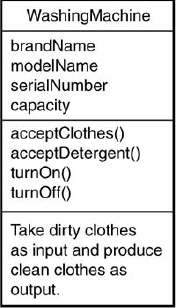 WashingMachine
brandName
modelName
serialNumber
capacity
acceptClothes()
acceptDetergent()
turnOn()
turnOff()
Take dirty clothes
as input and produce
clean clothes as
output.